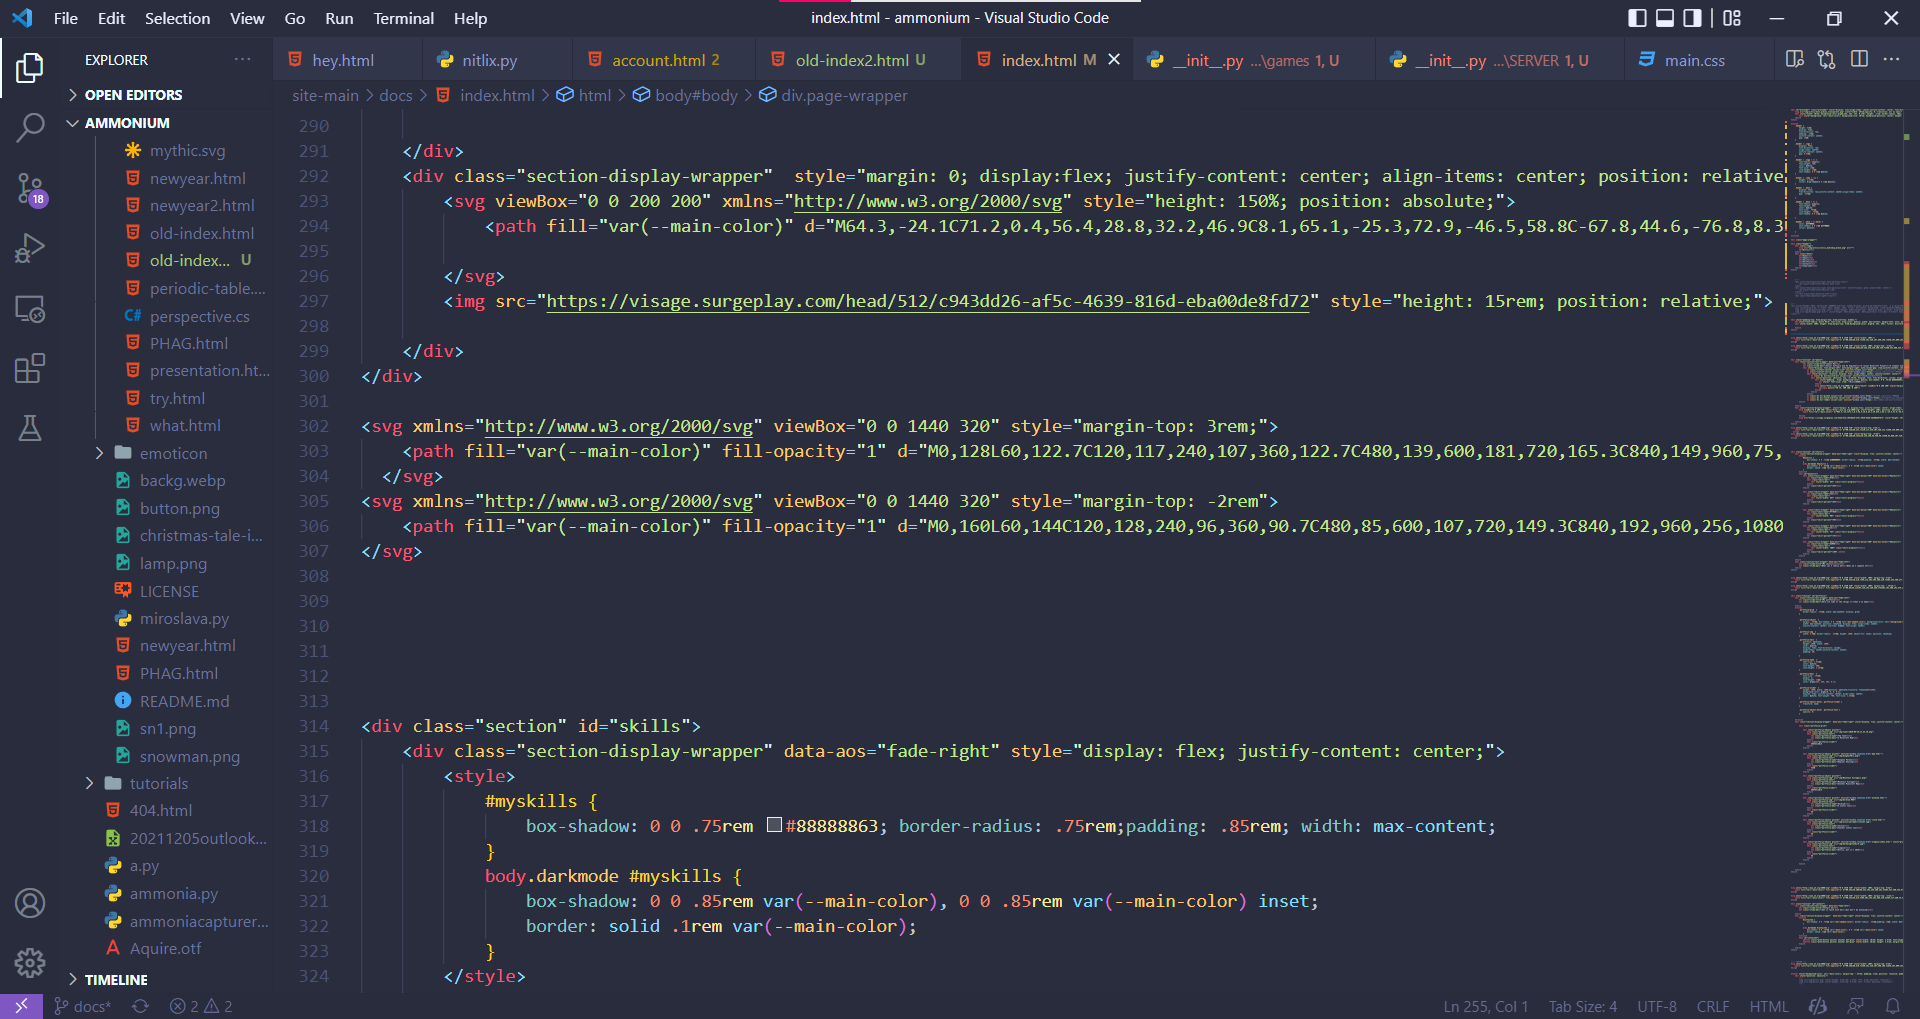 File Edit Selection View Go Run Terminal Help
index.html - ammonium - Visual Studio Code
EXPLORER
hey.html
nitlix.py
account.html 2
old-index2.html U
index.html M
__init__.py ...\games 1, U
__init__.py ...\SERVER 1, U
main.css
OPEN EDITORS
AMMONIUM
mythic.svg
newyear.html
newyear2.html
old-index.html
old-index... U
periodic-table....
C# perspective.cs
PHAG.html
presentation.ht...
try.html
what.html
emoticon
backg.webp
button.png
christmas-tale-i...
lamp.png
LICENSE
miroslava.py
newyear.html
PHAG.html
README.md
sn1.png
snowman.png
tutorials
404.html
20211205outlook...
a.py
ammonia.py
ammoniacapturer...
Aquire.otf
TIMELINE
18
site-main > docs > index.html > html > body#body > div.page-wrapper
290
291 </div>
292 <div class="section-display-wrapper"  style="margin: 0; display:flex; justify-content: center; align-items: center; position: relative
293 <svg viewBox="0 0 200 200" xmlns="http://www.w3.org/2000/svg" style="height: 150%; position: absolute;">
294 <path fill="var(--main-color)" d="M64.3,-24.1C71.2,0.4,56.4,28.8,32.2,46.9C8.1,65.1,-25.3,72.9,-46.5,58.8C-67.8,44.6,-76.8,8.3
295
296 </svg>
297 <img src="https://visage.surgeplay.com/head/512/c943dd26-af5c-4639-816d-eba00de8fd72" style="height: 15rem; position: relative;">
298
299 </div>
300 </div>
301
302 <svg xmlns="http://www.w3.org/2000/svg" viewBox="0 0 1440 320" style="margin-top: 3rem;">
303 <path fill="var(--main-color)" fill-opacity="1" d="M0,128L60,122.7C120,117,240,107,360,122.7C480,139,600,181,720,165.3C840,149,960,75,
304 </svg>
305 <svg xmlns="http://www.w3.org/2000/svg" viewBox="0 0 1440 320" style="margin-top: -2rem">
306 <path fill="var(--main-color)" fill-opacity="1" d="M0,160L60,144C120,128,240,96,360,90.7C480,85,600,107,720,149.3C840,192,960,256,1080
307 </svg>
308
309
310
311
312
313
314 <div class="section" id="skills">
315 <div class="section-display-wrapper" data-aos="fade-right" style="display: flex; justify-content: center;">
316 <style>
317 #myskills {
318 box-shadow: 0 0 .75rem #88888863; border-radius: .75rem;padding: .85rem; width: max-content;
319 }
320 body.darkmode #myskills {
321 box-shadow: 0 0 .85rem var(--main-color), 0 0 .85rem var(--main-color) inset;
322 border: solid .1rem var(--main-color);
323 }
324 </style>
docs* 2 2
Ln 255, Col 1 Tab Size: 4 UTF-8 CRLF HTML